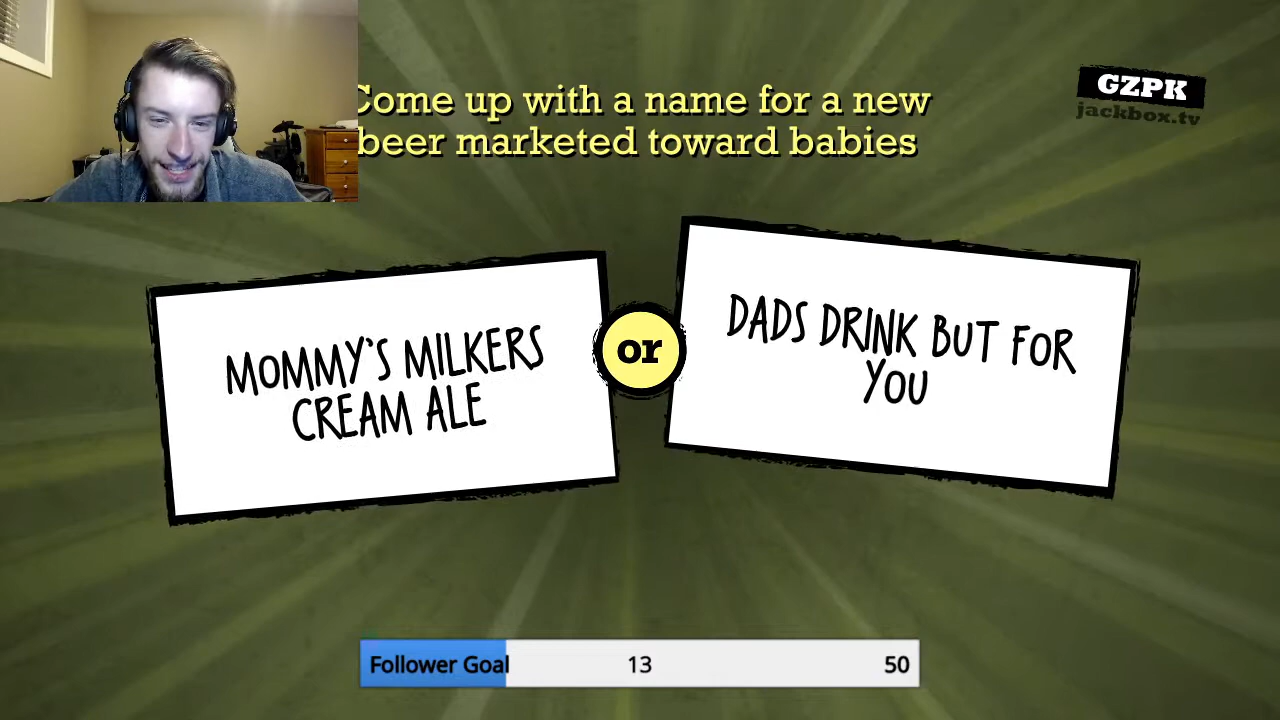 Come up with a name for a new
beer marketed toward babies
GZPK
jackbox.tv
MOMMY'S MILKERS
CREAM ALE
or
DADS DRINK BUT FOR
YOU
Follower Goal 13 50